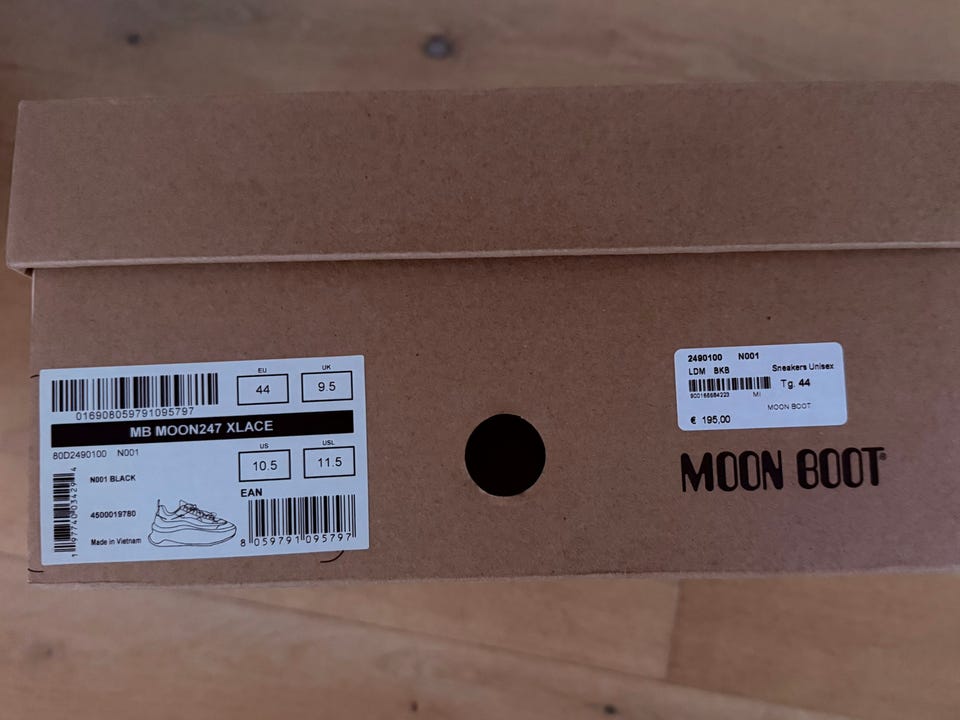 EU
UK
44
9.5
016908059791095797
MB MOON247 XLACE
80D2490100 N001
US
USL
10.5
11.5
N001 BLACK
EAN
4500019780
Made in Vietnam
8 059791 095797
2490100 N001
LDM BKB Sneakers Unisex
Tg. 44
MI
MOON BOOT
€ 195,00
MOON BOOT®